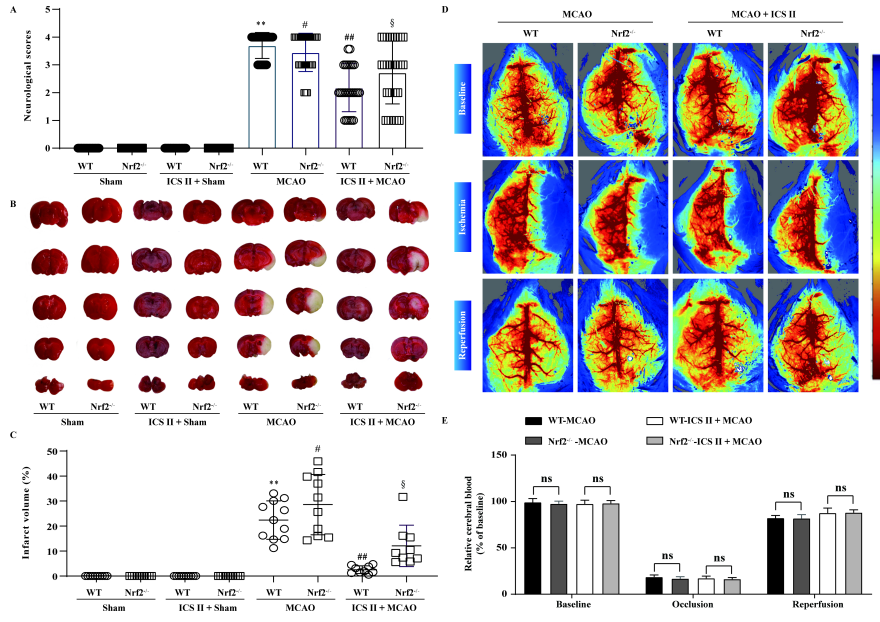 A
Neurological scores
5
4
3
2
1
0
** # ## §
WT Nrf2-/- WT Nrf2-/- WT Nrf2-/- WT Nrf2-/-
Sham ICS II + Sham MCAO ICS II + MCAO
B
WT Nrf2-/- WT Nrf2-/- WT Nrf2-/- WT Nrf2-/-
Sham ICS II + Sham MCAO ICS II + MCAO
C
Infaret volume (%)
50
40
30
20
10
0
** # ## §
WT Nrf2-/- WT Nrf2-/- WT Nrf2-/- WT Nrf2-/-
Sham ICS II + Sham MCAO ICS II + MCAO
D
MCAO MCAO + ICS II
WT Nrf2-/- WT Nrf2-/-
Baseline
Ischemia
Reperfusion
E
WT-MCAO WT-ICS II + MCAO
Nrf2-/- -MCAO Nrf2-/--ICS II + MCAO
Relative cerebral blood
(% of baseline)
150
100
50
0
ns ns ns ns ns ns
Baseline Occlusion Reperfusion